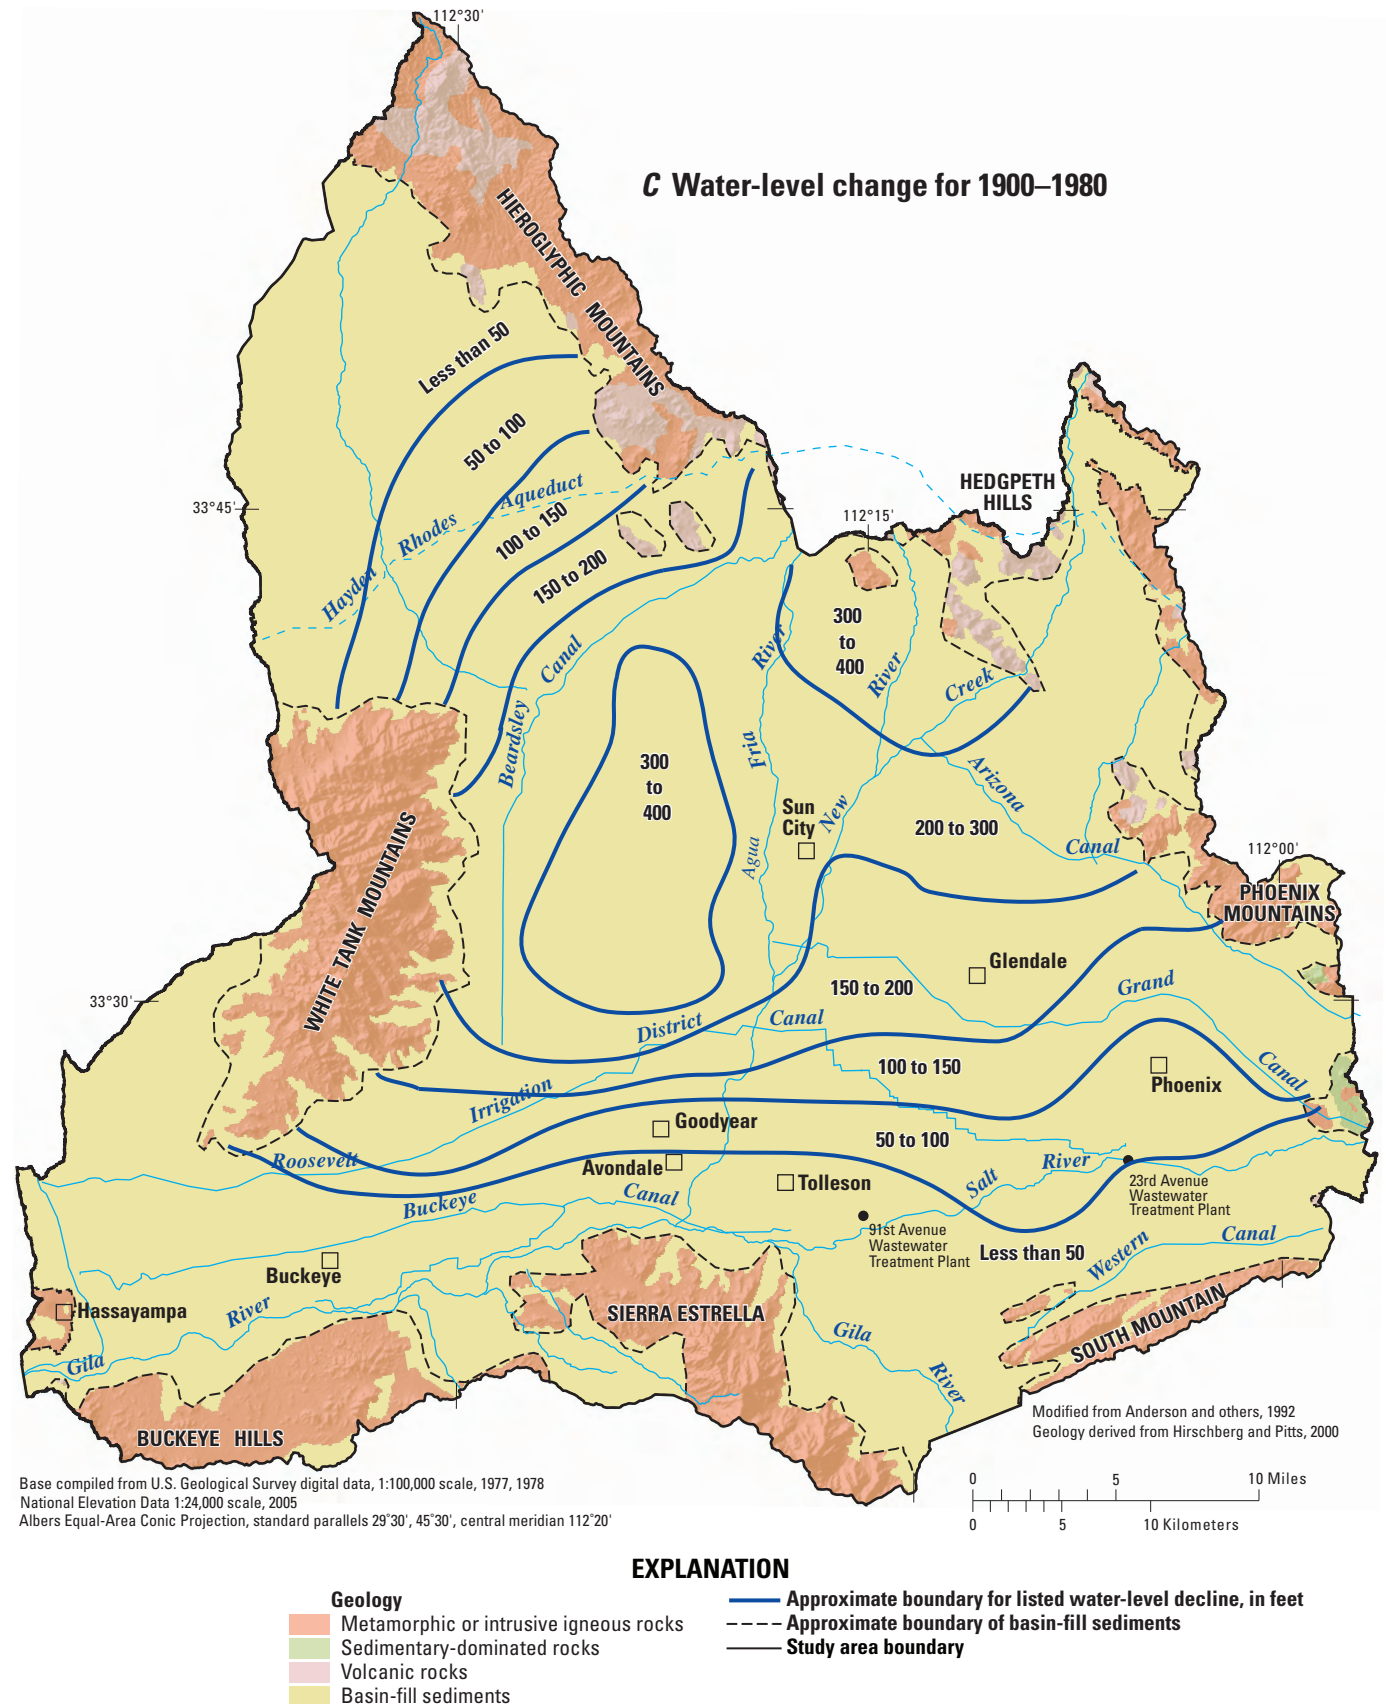 112°30'
C Water-level change for 1900–1980
HIEROGLYPHIC MOUNTAINS
Less than 50
50 to 100
HEDGPETH
HILLS
33°45'
Hayden Rhodes Aqueduct
112°15'
100 to 150
150 to 200
300
to
400
River
River
Creek
Beardsley Canal
300
to
400
Agua Fria
New
Arizona
Canal
Sun
City
200 to 300
112°00'
PHOENIX
MOUNTAINS
WHITE TANK MOUNTAINS
Glendale
33°30'
150 to 200
Grand
Canal
Roosevelt Irrigation District Canal
100 to 150
Phoenix
Goodyear
50 to 100
Avondale
Tolleson
Salt River
23rd Avenue
Wastewater
Treatment Plant
Buckeye Canal
91st Avenue
Wastewater
Treatment Plant
Less than 50
Western Canal
Buckeye
Hassayampa
Gila River
SIERRA ESTRELLA
Gila River
SOUTH MOUNTAIN
BUCKEYE HILLS
Modified from Anderson and others, 1992
Geology derived from Hirschberg and Pitts, 2000
Base compiled from U.S. Geological Survey digital data, 1:100,000 scale, 1977, 1978
National Elevation Data 1:24,000 scale, 2005
Albers Equal-Area Conic Projection, standard parallels 29°30', 45°30', central meridian 112°20'
0 5 10 Miles
0 5 10 Kilometers
EXPLANATION
Geology
Metamorphic or intrusive igneous rocks
Sedimentary-dominated rocks
Volcanic rocks
Basin-fill sediments
Approximate boundary for listed water-level decline, in feet
Approximate boundary of basin-fill sediments
Study area boundary